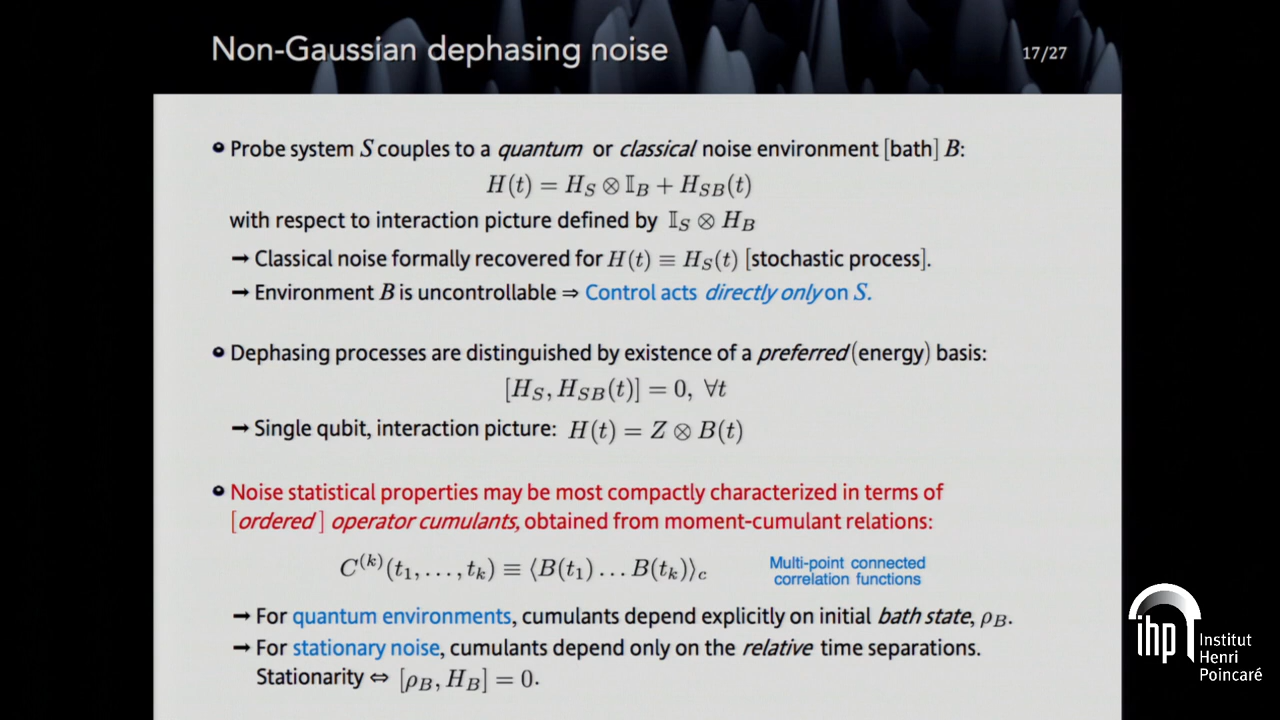 Non-Gaussian dephasing noise
17/27
Probe system S couples to a quantum or classical noise environment [bath] B:
H(t) = H_S ⊗ 𝕀_B + H_{SB}(t)
with respect to interaction picture defined by 𝕀_S ⊗ H_B
→ Classical noise formally recovered for H(t) ≡ H_S(t) [stochastic process].
→ Environment B is uncontrollable ⇒ Control acts directly only on S.
Dephasing processes are distinguished by existence of a preferred (energy) basis:
[H_S, H_{SB}(t)] = 0, ∀t
→ Single qubit, interaction picture: H(t) = Z ⊗ B(t)
Noise statistical properties may be most compactly characterized in terms of
[ordered] operator cumulants, obtained from moment-cumulant relations:
C^{(k)}(t_1, . . . , t_k) ≡ ⟨B(t_1) . . . B(t_k)⟩_c
Multi-point connected
correlation functions
→ For quantum environments, cumulants depend explicitly on initial bath state, ρ_B.
→ For stationary noise, cumulants depend only on the relative time separations.
Stationarity ⇔ [ρ_B, H_B] = 0.
ihp
Institut
Henri
Poincaré